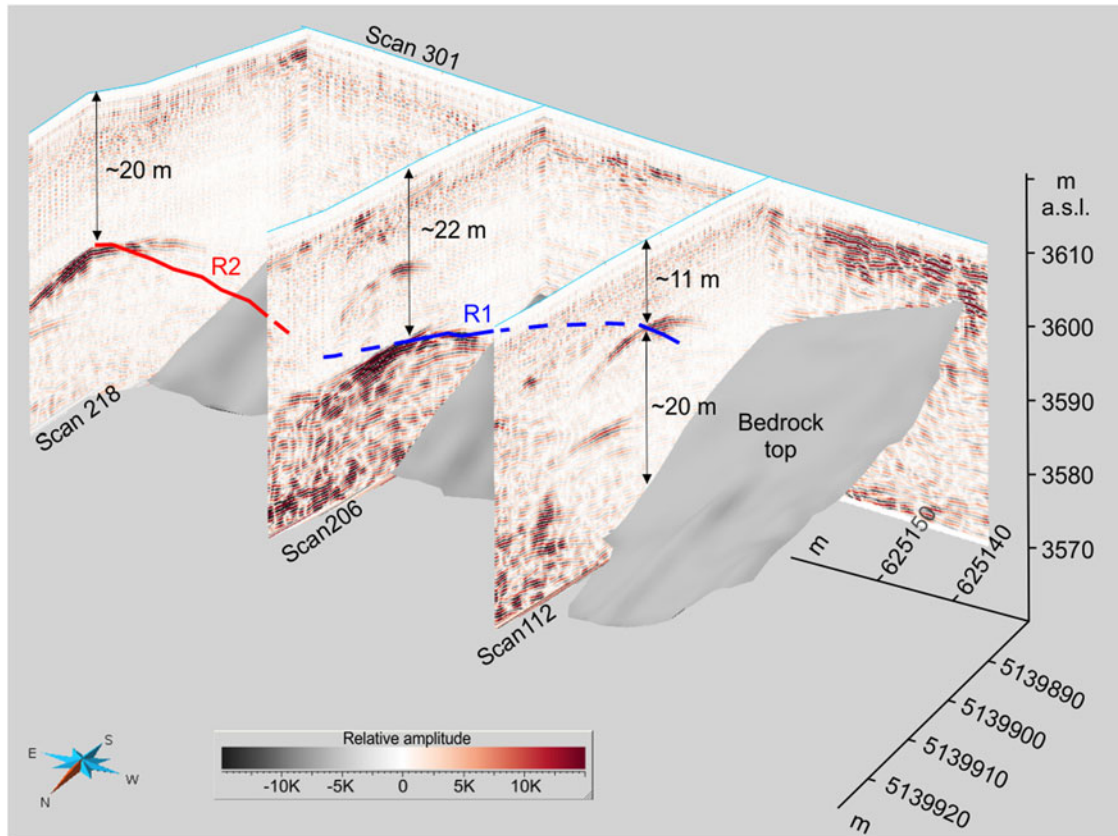 Scan 301
~20 m
~22 m
~11 m
m
a.s.l.
3610
3600
3590
3580
3570
R2
R1
~20 m
Bedrock
top
Scan 218
Scan206
Scan112
m
625150
625140
5139890
5139900
5139910
5139920
m
E
S
W
N
Relative amplitude
-10K
-5K
0
5K
10K